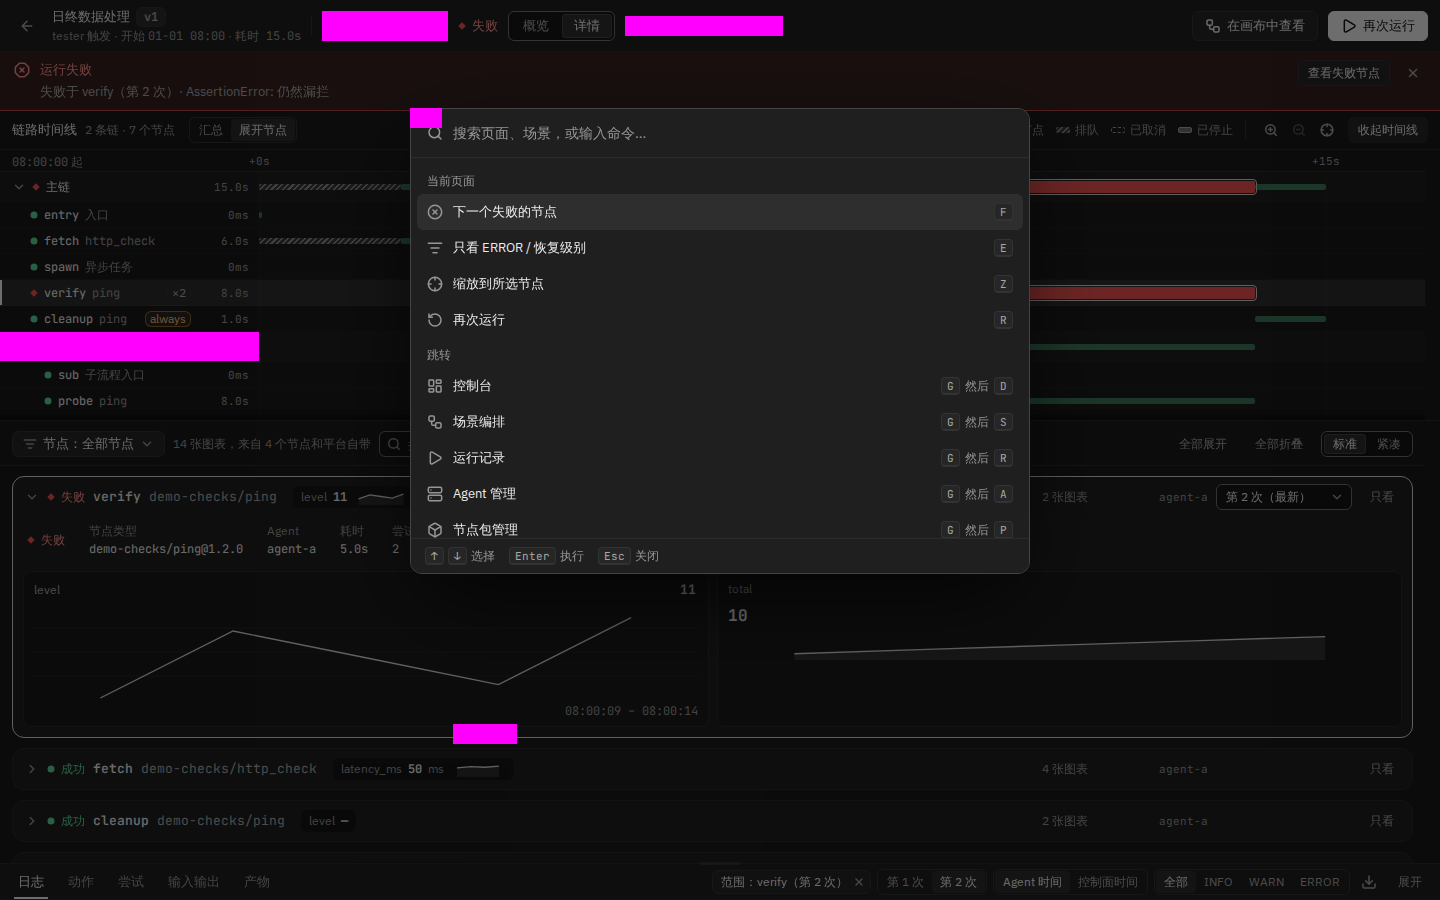 日终数据处理 v1
tester 触发 · 开始 01-01 08:00 · 耗时 15.0s
失败 概览 详情
在画布中查看 再次运行
运行失败
失败于 verify（第 2 次）· AssertionError: 仍然漏拦
查看失败节点
链路时间线 2 条链 · 7 个节点 汇总 展开节点
点 排队 已取消 已停止 收起时间线
08:00:00 起 +0s +15s
主链 15.0s
entry 入口 0ms
fetch http_check 6.0s
spawn 异步任务 0ms
verify ping ×2 8.0s
cleanup ping always 1.0s
sub 子流程入口 0ms
probe ping 8.0s
搜索页面、场景，或输入命令...
当前页面
下一个失败的节点 F
只看 ERROR / 恢复级别 E
缩放到所选节点 Z
再次运行 R
跳转
控制台 G 然后 D
场景编排 G 然后 S
运行记录 G 然后 R
Agent 管理 G 然后 A
节点包管理 G 然后 P
↑ ↓ 选择 Enter 执行 Esc 关闭
节点：全部节点 14 张图表，来自 4 个节点和平台自带
全部展开 全部折叠 标准 紧凑
失败 verify demo-checks/ping level 11
2 张图表 agent-a 第 2 次（最新） 只看
失败
节点类型 Agent 耗时 尝试
demo-checks/ping@1.2.0 agent-a 5.0s 2
level 11
08:00:09 – 08:00:14
total
10
成功 fetch demo-checks/http_check latency_ms 50 ms 4 张图表 agent-a 只看
成功 cleanup demo-checks/ping level – 2 张图表 agent-a 只看
日志 动作 尝试 输入输出 产物
范围：verify（第 2 次） × 第 1 次 第 2 次 Agent 时间 控制面时间 全部 INFO WARN ERROR 展开